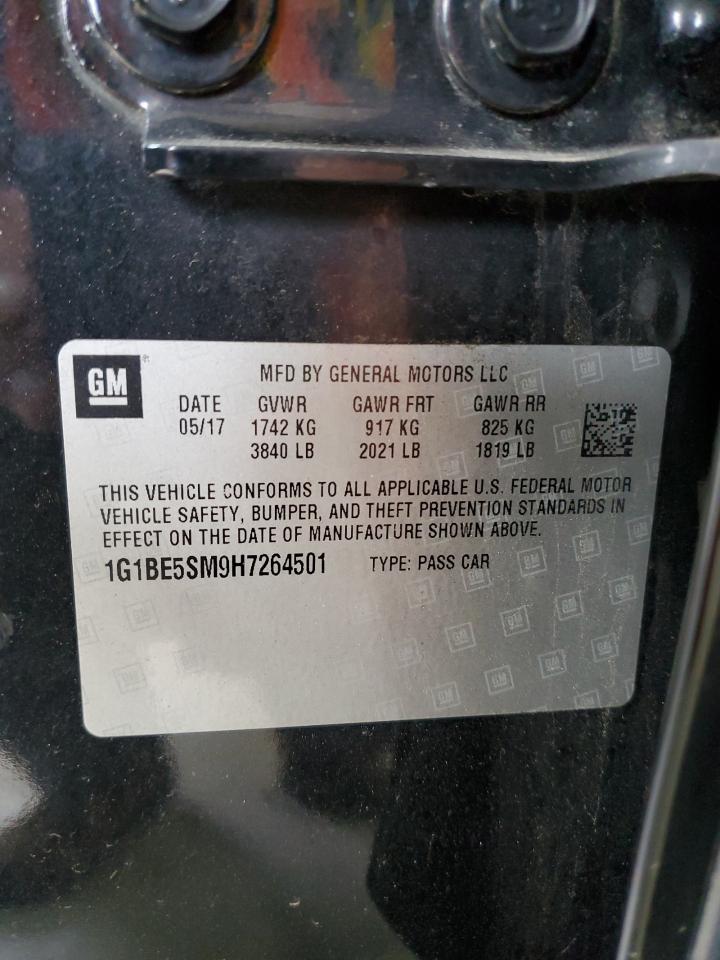 GM
MFD BY GENERAL MOTORS LLC
DATE GVWR GAWR FRT GAWR RR
05/17 1742 KG 917 KG 825 KG
3840 LB 2021 LB 1819 LB
THIS VEHICLE CONFORMS TO ALL APPLICABLE U.S. FEDERAL MOTOR
VEHICLE SAFETY, BUMPER, AND THEFT PREVENTION STANDARDS IN
EFFECT ON THE DATE OF MANUFACTURE SHOWN ABOVE.
1G1BE5SM9H7264501 TYPE: PASS CAR